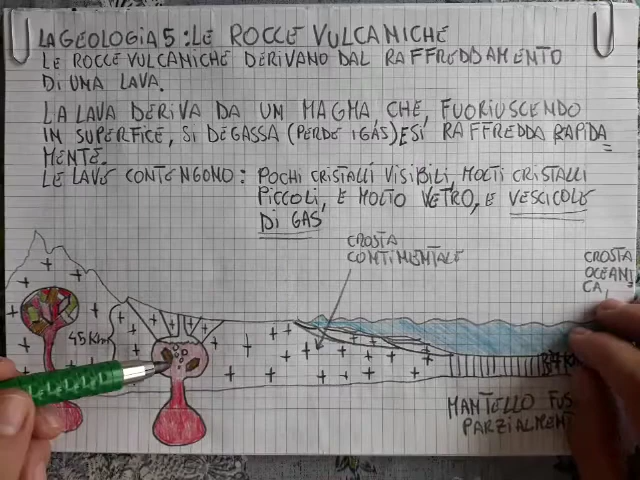 LA GEOLOGIA 5: LE ROCCE VULCANICHE
LE ROCCE VULCANICHE DERIVANO DAL RAFFREDDAMENTO
DI UNA LAVA.
LA LAVA DERIVA DA UN MAGMA, CHE, FUORIUSCENDO
IN SUPERFICE, SI DEGASSA (PERDE I GAS) E SI RAFFREDDA RAPIDA
MENTE.
LE LAVE CONTENGONO: POCHI CRISTALLI VISIBILI, MOLTI CRISTALLI
PICCOLI, E MOLTO VETRO, E VESCICOLE
DI GAS
CROSTA
CONTINENTALE
CROSTA
OCEANI
CA,
45 Km
MANTELLO FUS
PARZIALMEN